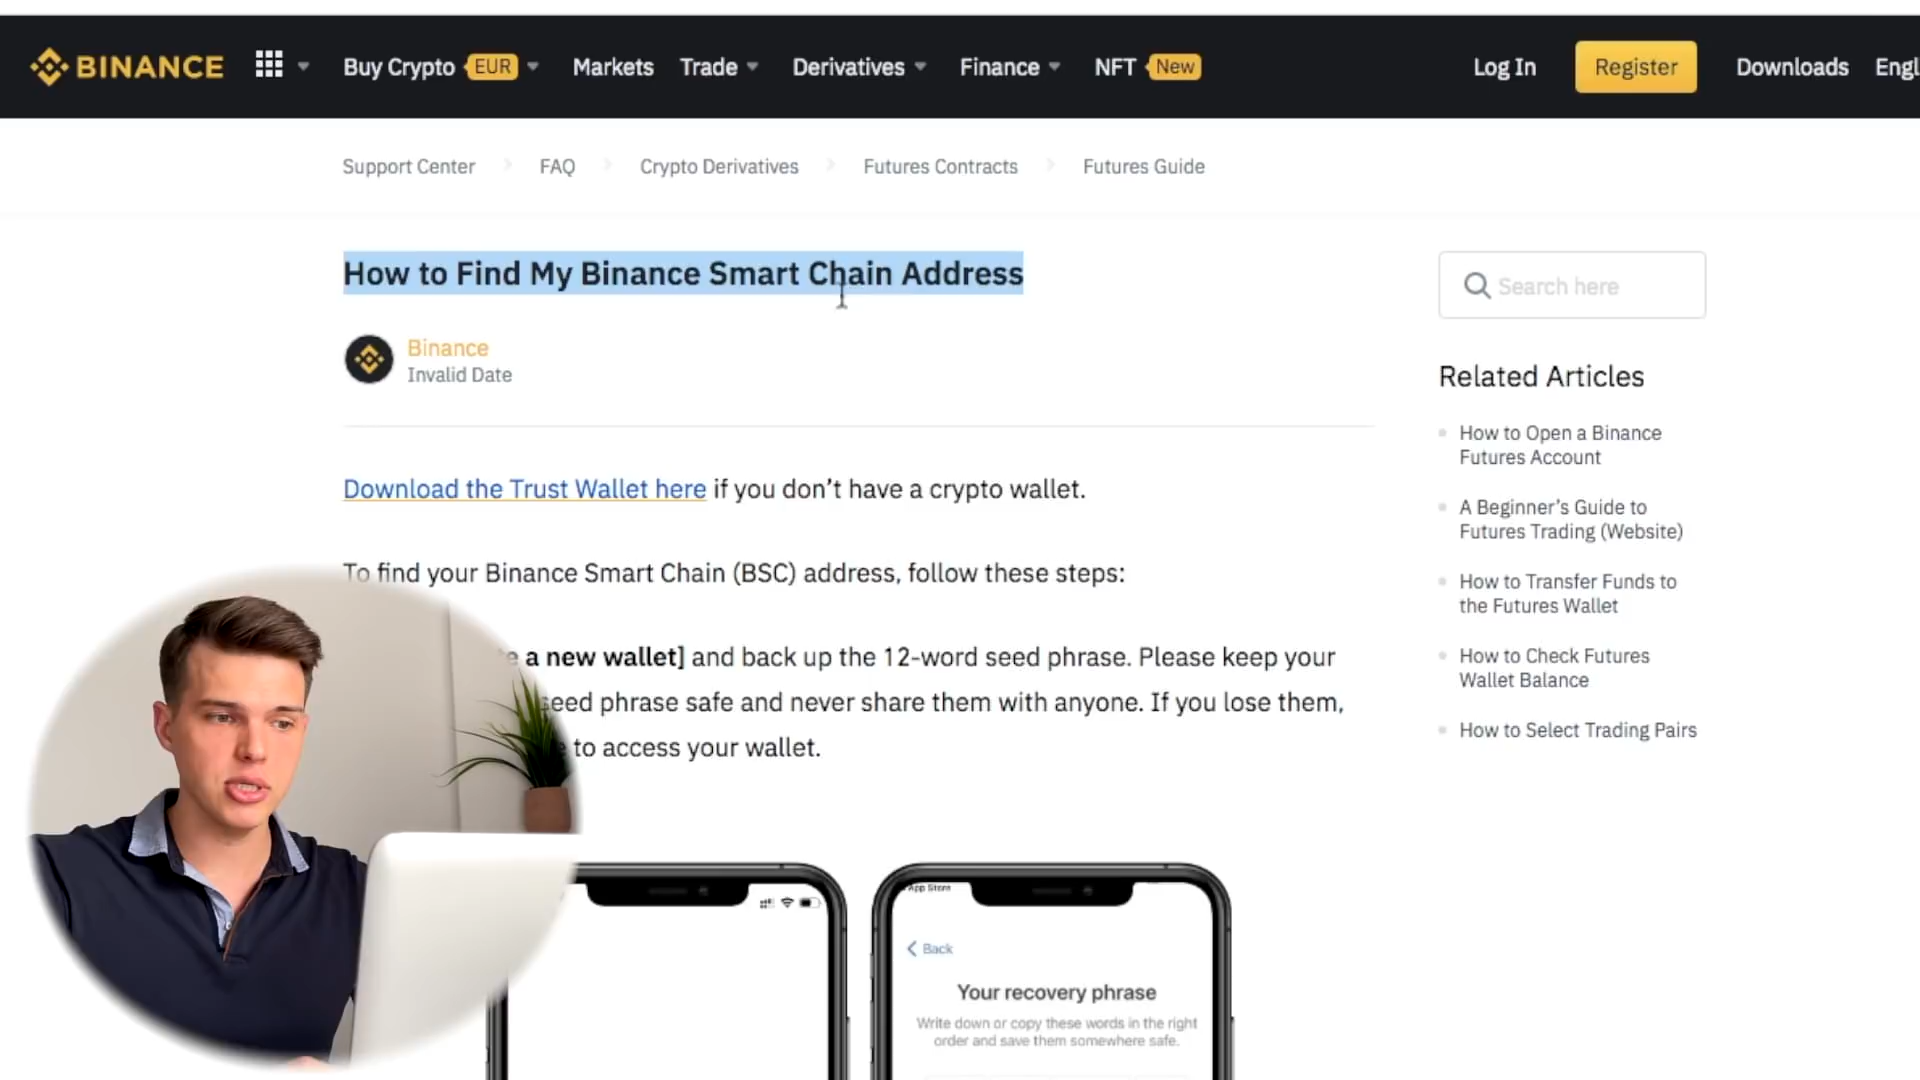 BINANCE Buy Crypto EUR Markets Trade Derivatives Finance NFT New Log In Register Downloads
Support Center FAQ Crypto Derivatives Futures Contracts Futures Guide
How to Find My Binance Smart Chain Address
Binance
Invalid Date
Download the Trust Wallet here if you don’t have a crypto wallet.
To find your Binance Smart Chain (BSC) address, follow these steps:
a new wallet] and back up the 12-word seed phrase. Please keep your
seed phrase safe and never share them with anyone. If you lose them,
to access your wallet.
App Store
Back
Your recovery phrase
Write down or copy these words in the right
order and save them somewhere safe.
Search here
Related Articles
How to Open a Binance
Futures Account
A Beginner’s Guide to
Futures Trading (Website)
How to Transfer Funds to
the Futures Wallet
How to Check Futures
Wallet Balance
How to Select Trading Pairs